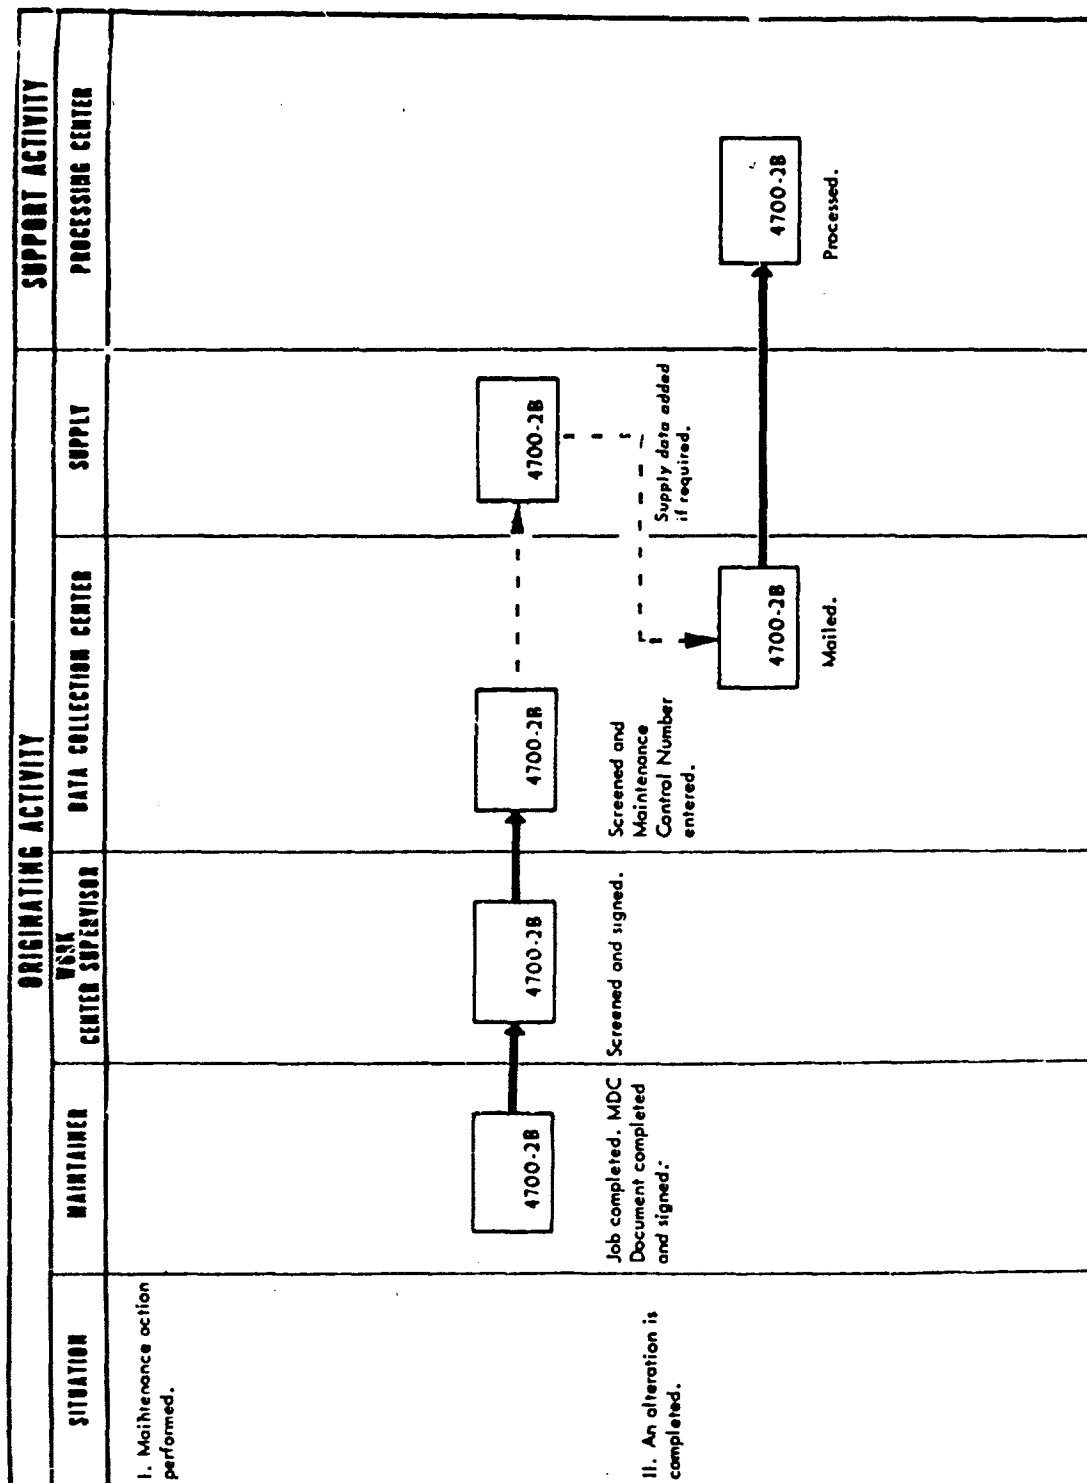 ORIGINATING ACTIVITY
SUPPORT ACTIVITY
SITUATION
MAINTAINER
WORK
CENTER SUPERVISOR
DATA COLLECTION CENTER
SUPPLY
PROCESSING CENTER
I. Maintenance action
performed.
4700-2B
4700-2B
4700-2B
4700-2B
Job completed. MDC
Document completed
and signed.
Screened and signed.
Screened and
Maintenance
Control Number
entered.
Supply data added
if required.
II. An alteration is
completed.
4700-2B
4700-2B
Mailed.
Processed.